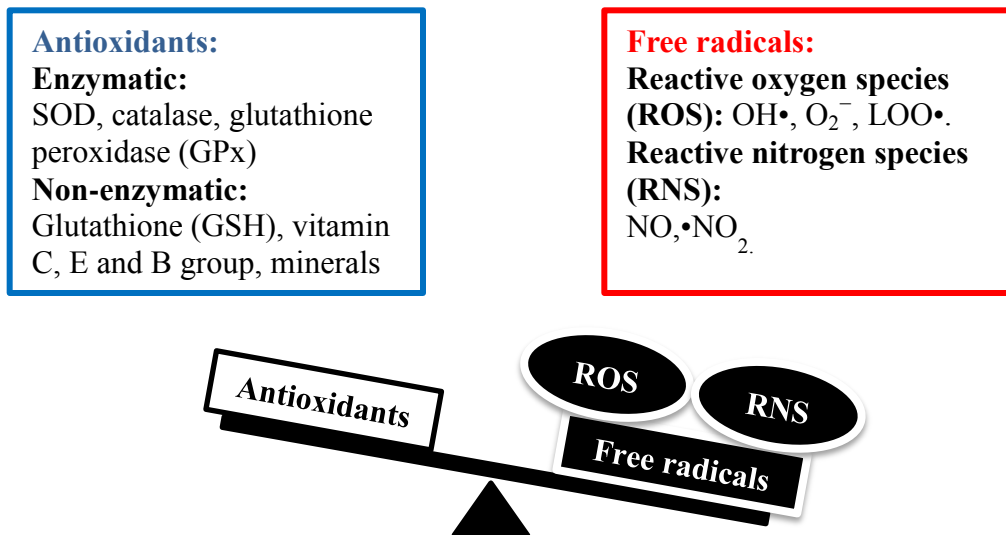 Antioxidants:
Enzymatic:
SOD, catalase, glutathione
peroxidase (GPx)
Non-enzymatic:
Glutathione (GSH), vitamin
C, E and B group, minerals
Free radicals:
Reactive oxygen species
(ROS): OH•, O₂⁻, LOO•.
Reactive nitrogen species
(RNS):
NO,•NO₂.
Antioxidants
ROS
RNS
Free radicals